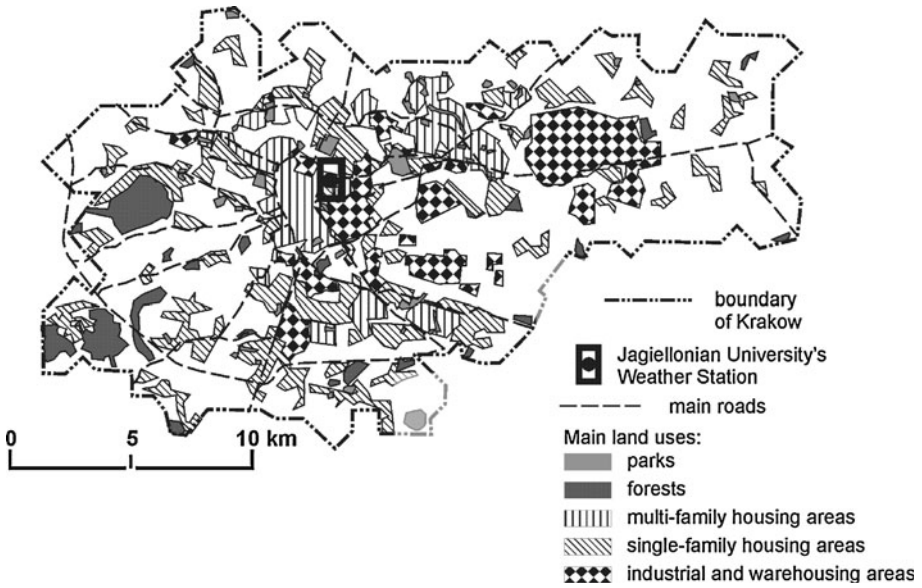 boundary
of Krakow
Jagiellonian University's
Weather Station
main roads
0 5 10 km
Main land uses:
parks
forests
multi-family housing areas
single-family housing areas
industrial and warehousing areas